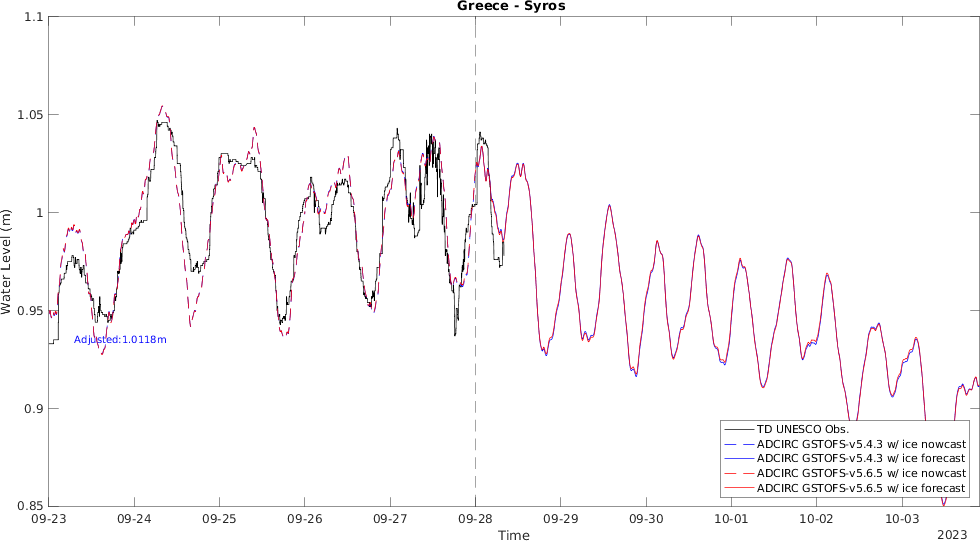 Greece - Syros
1.1
1.05
1
0.95
0.9
0.85
Water Level (m)
Adjusted:1.0118m
TD UNESCO Obs.
ADCIRC GSTOFS-v5.4.3 w/ ice nowcast
ADCIRC GSTOFS-v5.4.3 w/ ice forecast
ADCIRC GSTOFS-v5.6.5 w/ ice nowcast
ADCIRC GSTOFS-v5.6.5 w/ ice forecast
09-23 09-24 09-25 09-26 09-27 09-28 09-29 09-30 10-01 10-02 10-03
Time
2023